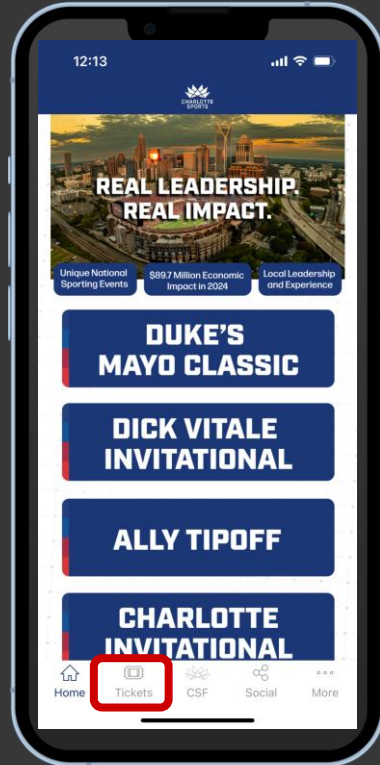 12:13
CHARLOTTE
SPORTS
REAL LEADERSHIP.
REAL IMPACT.
Unique National
Sporting Events
$89.7 Million Economic
Impact in 2024
Local Leadership
and Experience
DUKE'S
MAYO CLASSIC
DICK VITALE
INVITATIONAL
ALLY TIPOFF
CHARLOTTE
INVITATIONAL
Home
Tickets
CSF
Social
More